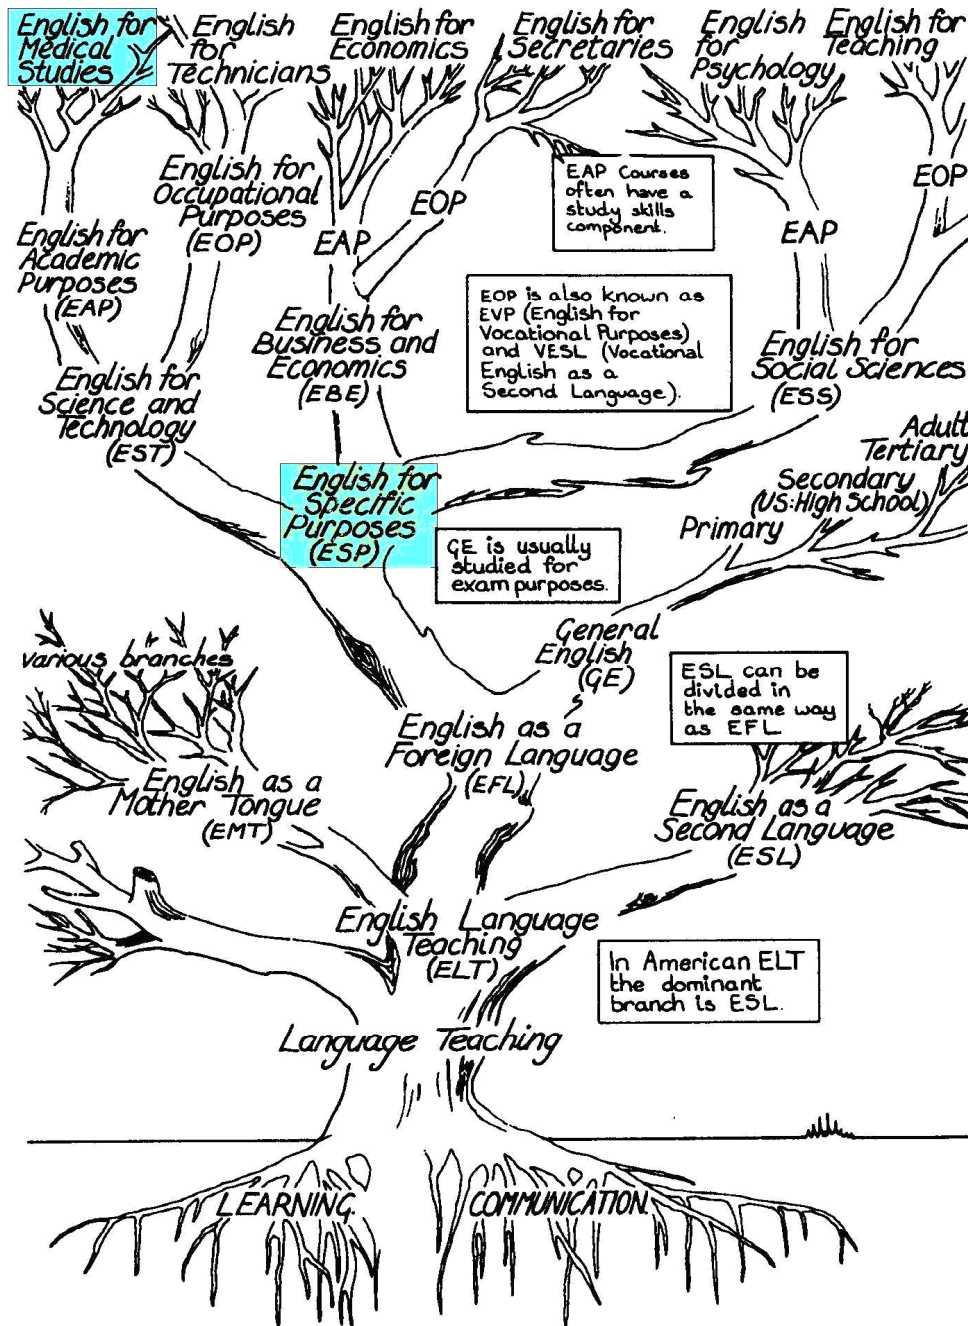 English for
Medical
Studies
English
for
Technicians
English for
Economics
English for
Secretaries
English
for
Psychology
English for
Teaching
English for
Occupational
Purposes
(EOP)
EOP
EAP Courses
often have a
study skills
component.
EOP
English for
Academic
Purposes
(EAP)
EAP
EAP
EOP is also known as
EVP (English for
Vocational Purposes)
and VESL (Vocational
English as a
Second Language).
English for
Business and
Economics
(EBE)
English for
Social Sciences
(ESS)
English for
Science and
Technology
(EST)
Adult
Tertiary
Secondary
(US:High School)
Primary
English for
Specific
Purposes
(ESP)
GE is usually
studied for
exam purposes.
General
English
(GE)
various branches
ESL can be
divided in
the same way
as EFL
English as a
Foreign Language
(EFL)
English as a
Mother Tongue
(EMT)
English as a
Second Language
(ESL)
English Language
Teaching
(ELT)
In American ELT
the dominant
branch is ESL.
Language Teaching
LEARNING.
COMMUNICATION.